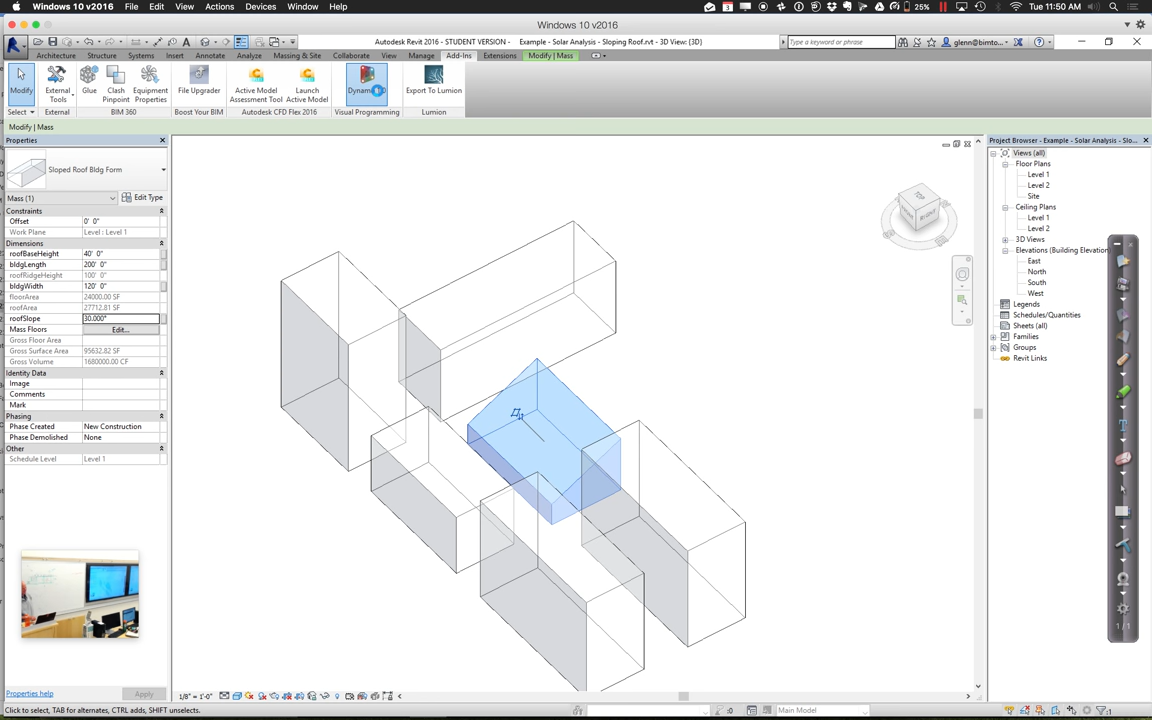 Windows 10 v2016 File Edit View Actions Devices Window Help 25% Tue 11:50 AM
Windows 10 v2016
Autodesk Revit 2016 - STUDENT VERSION - Example - Solar Analysis - Sloping Roof.rvt - 3D View: {3D} Type a keyword or phrase glenn@bimto...
Architecture Structure Systems Insert Annotate Analyze Massing & Site Collaborate View Manage Add-Ins Extensions Modify | Mass
Modify External Tools Glue Clash Pinpoint Equipment Properties File Upgrader Active Model Assessment Tool Launch Active Model Dynam Export To Lumion
Select External BIM 360 Boost Your BIM Autodesk CFD Flex 2016 Visual Programming Lumion
Modify | Mass
Properties
Sloped Roof Bldg Form
Mass (1) Edit Type
Constraints
Offset 0' 0"
Work Plane Level : Level 1
Dimensions
roofBaseHeight 40' 0"
bldgLength 200' 0"
roofRidgeHeight 100' 0"
bldgWidth 120' 0"
floorArea 24000.00 SF
roofArea 27712.81 SF
roofSlope 30.000°
Mass Floors Edit...
Gross Floor Area
Gross Surface Area 95632.82 SF
Gross Volume 1680000.00 CF
Identity Data
Image
Comments
Mark
Phasing
Phase Created New Construction
Phase Demolished None
Other
Schedule Level Level 1
Properties help Apply
TOP
FRONT RIGHT
Project Browser - Example - Solar Analysis - Slo...
Views (all)
Floor Plans
Level 1
Level 2
Site
Ceiling Plans
Level 1
Level 2
3D Views
Elevations (Building Elevation
East
North
South
West
Legends
Schedules/Quantities
Sheets (all)
Families
Groups
Revit Links
1/1
1/8" = 1'-0"
Click to select, TAB for alternates, CTRL adds, SHIFT unselects. :0 Main Model :1